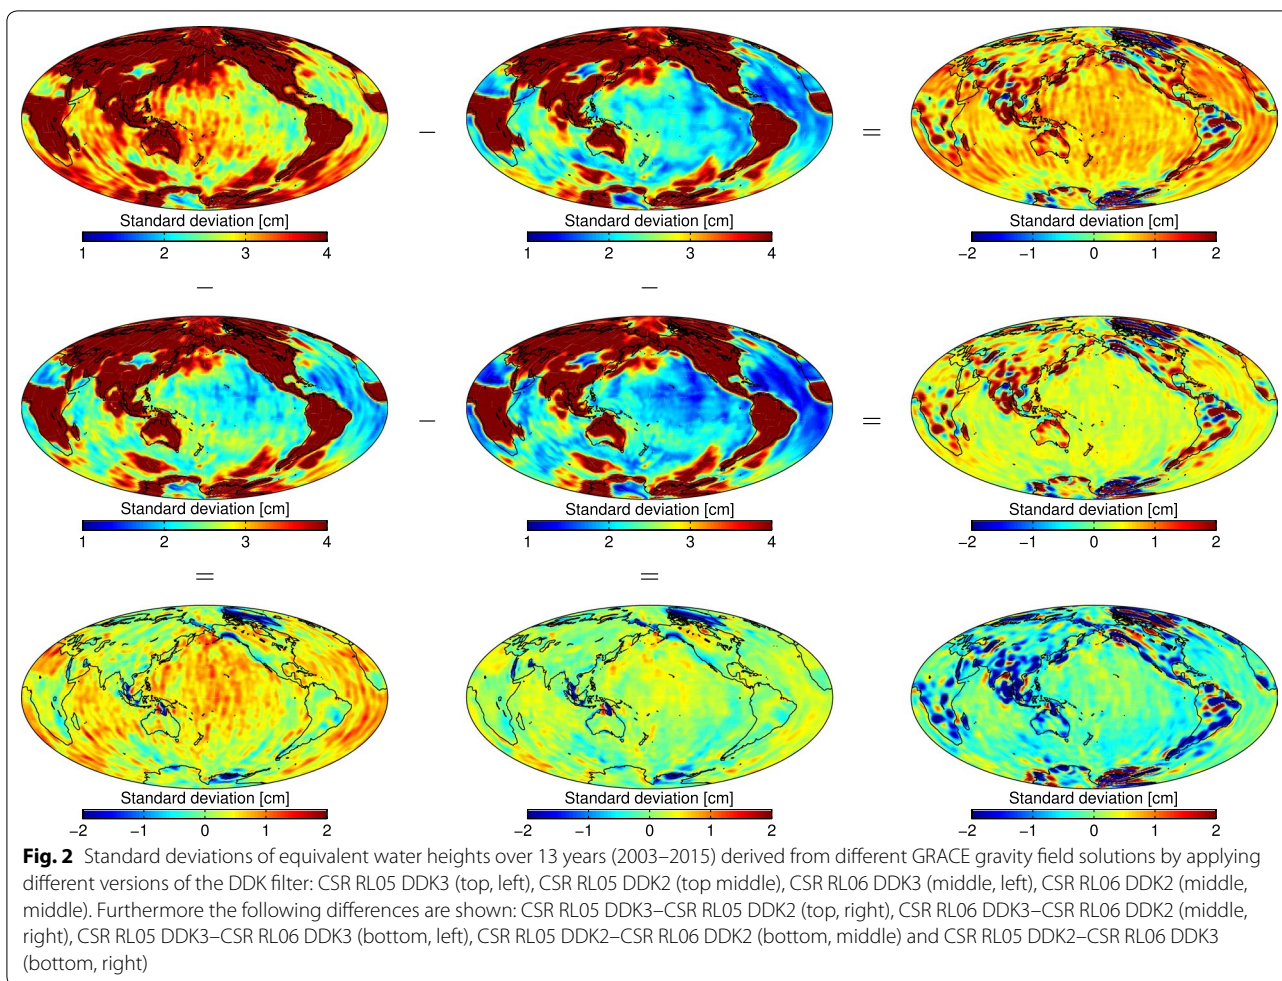 −
=
Standard deviation [cm]
Standard deviation [cm]
Standard deviation [cm]
1 2 3 4
1 2 3 4
−2 −1 0 1 2
−
−
−
=
Standard deviation [cm]
Standard deviation [cm]
Standard deviation [cm]
1 2 3 4
1 2 3 4
−2 −1 0 1 2
=
=
Standard deviation [cm]
Standard deviation [cm]
Standard deviation [cm]
−2 −1 0 1 2
−2 −1 0 1 2
−2 −1 0 1 2
Fig. 2 Standard deviations of equivalent water heights over 13 years (2003–2015) derived from different GRACE gravity field solutions by applying
different versions of the DDK filter: CSR RL05 DDK3 (top, left), CSR RL05 DDK2 (top middle), CSR RL06 DDK3 (middle, left), CSR RL06 DDK2 (middle,
middle). Furthermore the following differences are shown: CSR RL05 DDK3–CSR RL05 DDK2 (top, right), CSR RL06 DDK3–CSR RL06 DDK2 (middle,
right), CSR RL05 DDK3–CSR RL06 DDK3 (bottom, left), CSR RL05 DDK2–CSR RL06 DDK2 (bottom, middle) and CSR RL05 DDK2–CSR RL06 DDK3
(bottom, right)